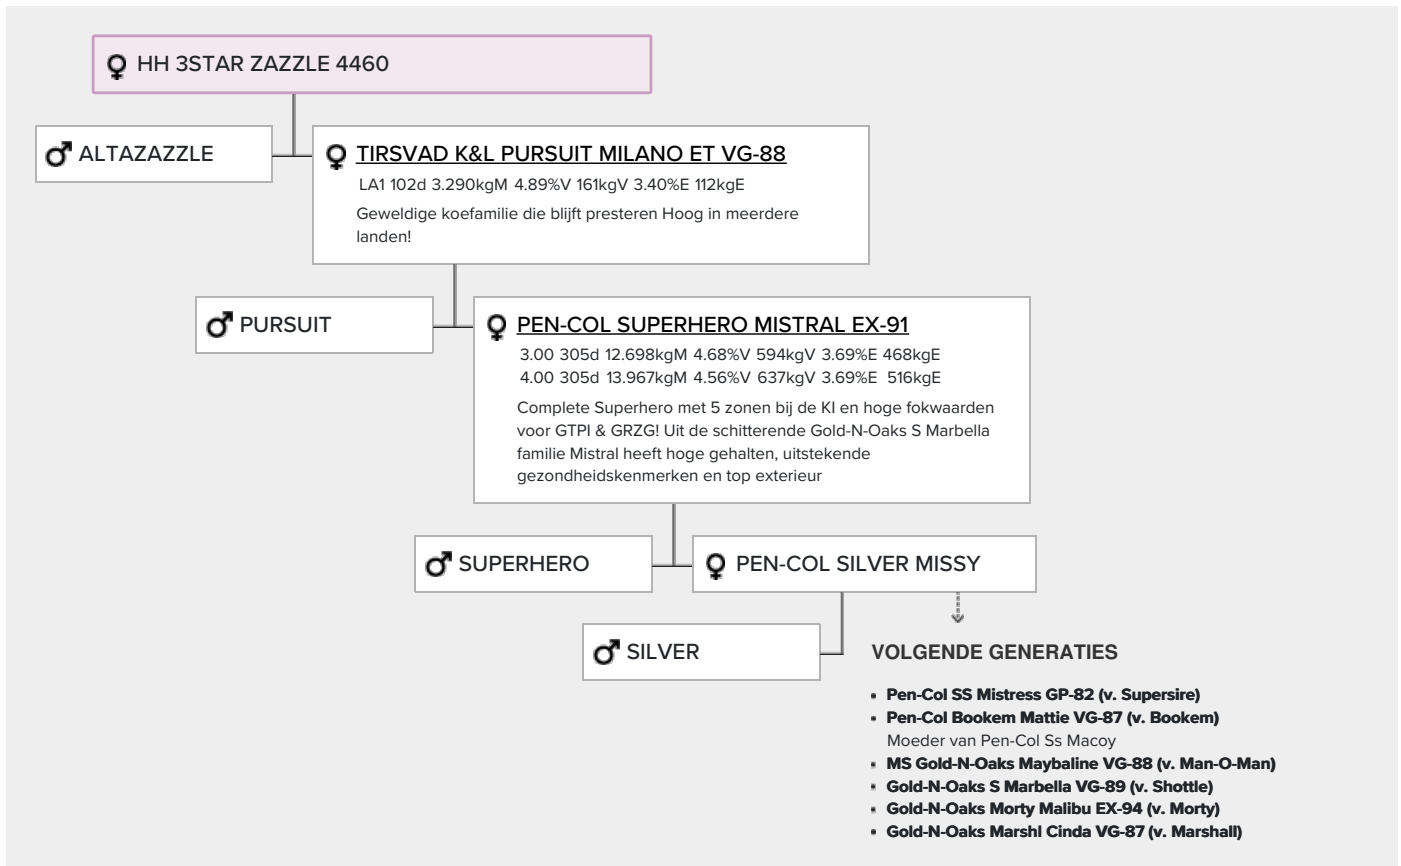 HH 3STAR ZAZZLE 4460
ALTAZAZZLE
TIRSVAD K&L PURSUIT MILANO ET VG-88
LA1 102d 3.290kgM 4.89%V 161kgV 3.40%E 112kgE
Geweldige koefamilie die blijft presteren Hoog in meerdere
landen!
PURSUIT
PEN-COL SUPERHERO MISTRAL EX-91
3.00 305d 12.698kgM 4.68%V 594kgV 3.69%E 468kgE
4.00 305d 13.967kgM 4.56%V 637kgV 3.69%E 516kgE
Complete Superhero met 5 zonen bij de KI en hoge fokwaarden
voor GTPI & GRZG! Uit de schitterende Gold-N-Oaks S Marbella
familie Mistral heeft hoge gehalten, uitstekende
gezondheidskenmerken en top exterieur
SUPERHERO
PEN-COL SILVER MISSY
SILVER
VOLGENDE GENERATIES
Pen-Col SS Mistress GP-82 (v. Supersire)
Pen-Col Bookem Mattie VG-87 (v. Bookem)
Moeder van Pen-Col Ss Macoy
MS Gold-N-Oaks Maybaline VG-88 (v. Man-O-Man)
Gold-N-Oaks S Marbella VG-89 (v. Shottle)
Gold-N-Oaks Morty Malibu EX-94 (v. Morty)
Gold-N-Oaks Marshl Cinda VG-87 (v. Marshall)